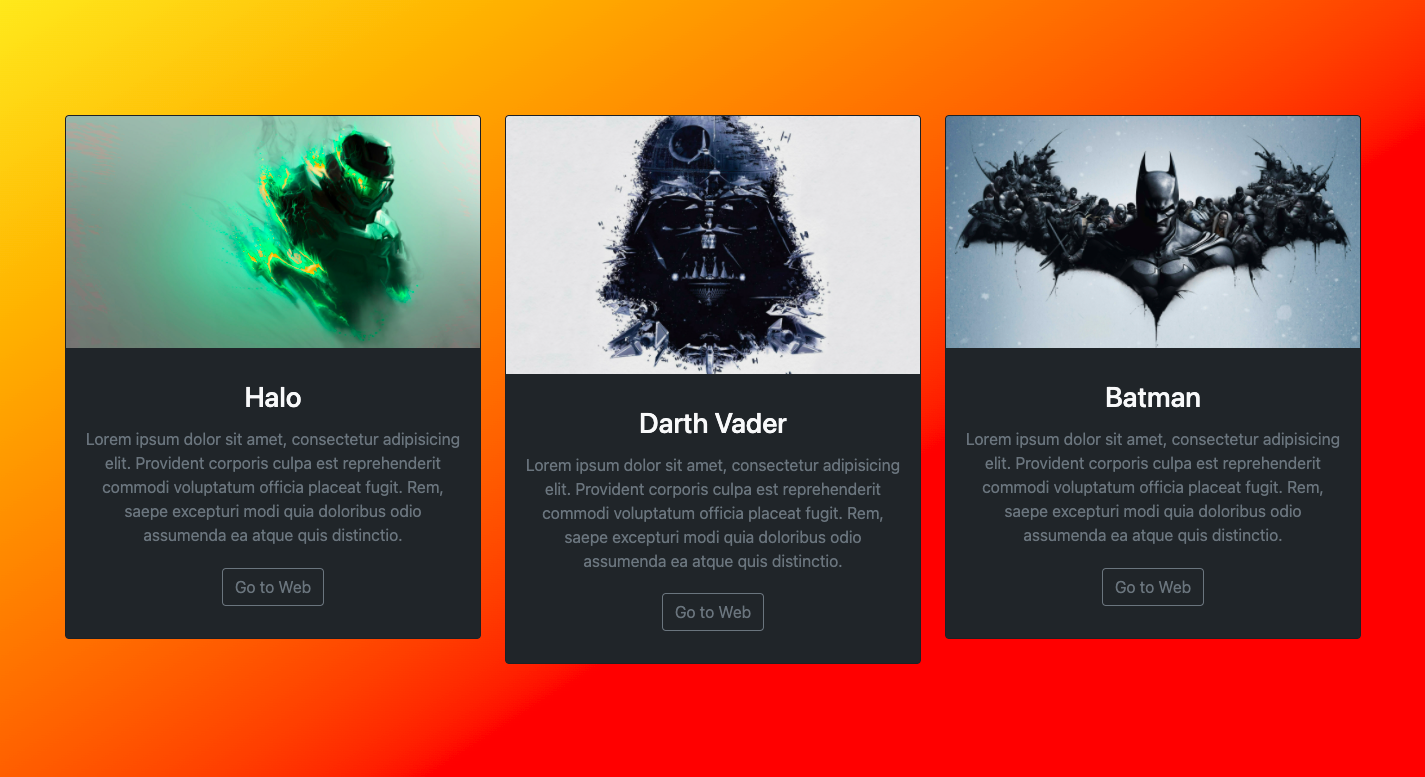 Halo
Lorem ipsum dolor sit amet, consectetur adipisicing
elit. Provident corporis culpa est reprehenderit
commodi voluptatum officia placeat fugit. Rem,
saepe excepturi modi quia doloribus odio
assumenda ea atque quis distinctio.
Go to Web
Darth Vader
Lorem ipsum dolor sit amet, consectetur adipisicing
elit. Provident corporis culpa est reprehenderit
commodi voluptatum officia placeat fugit. Rem,
saepe excepturi modi quia doloribus odio
assumenda ea atque quis distinctio.
Go to Web
Batman
Lorem ipsum dolor sit amet, consectetur adipisicing
elit. Provident corporis culpa est reprehenderit
commodi voluptatum officia placeat fugit. Rem,
saepe excepturi modi quia doloribus odio
assumenda ea atque quis distinctio.
Go to Web